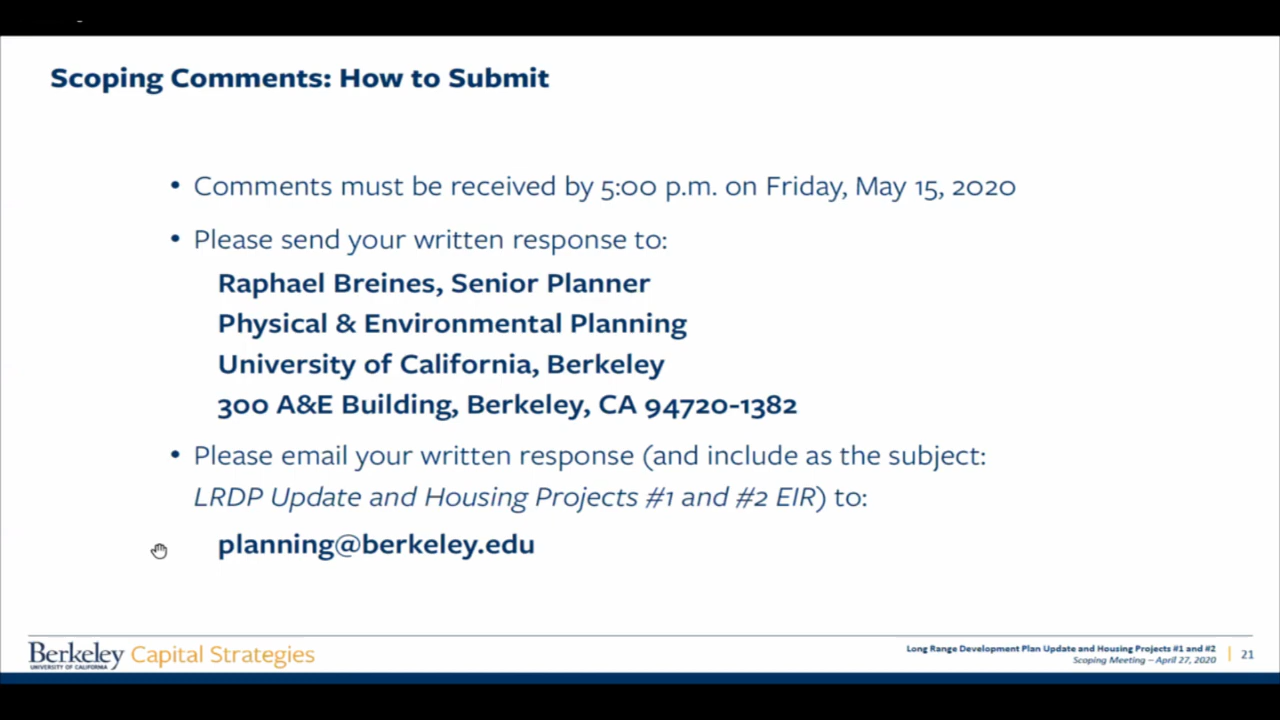 Scoping Comments: How to Submit
• Comments must be received by 5:00 p.m. on Friday, May 15, 2020
• Please send your written response to:
Raphael Breines, Senior Planner
Physical & Environmental Planning
University of California, Berkeley
300 A&E Building, Berkeley, CA 94720-1382
• Please email your written response (and include as the subject:
LRDP Update and Housing Projects #1 and #2 EIR) to:
planning@berkeley.edu
Berkeley Capital Strategies
UNIVERSITY OF CALIFORNIA
Long Range Development Plan Update and Housing Projects #1 and #2
Scoping Meeting – April 27, 2020
21